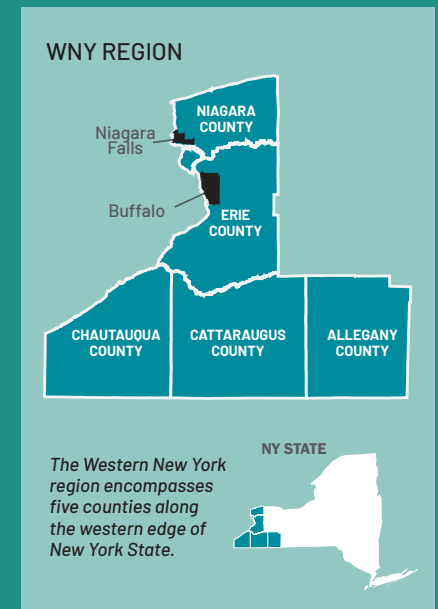 WNY REGION
NIAGARA
COUNTY
Niagara
Falls
Buffalo
ERIE
COUNTY
CHAUTAUQUA
COUNTY
CATTARAUGUS
COUNTY
ALLEGANY
COUNTY
NY STATE
The Western New York
region encompasses
five counties along
the western edge of
New York State.